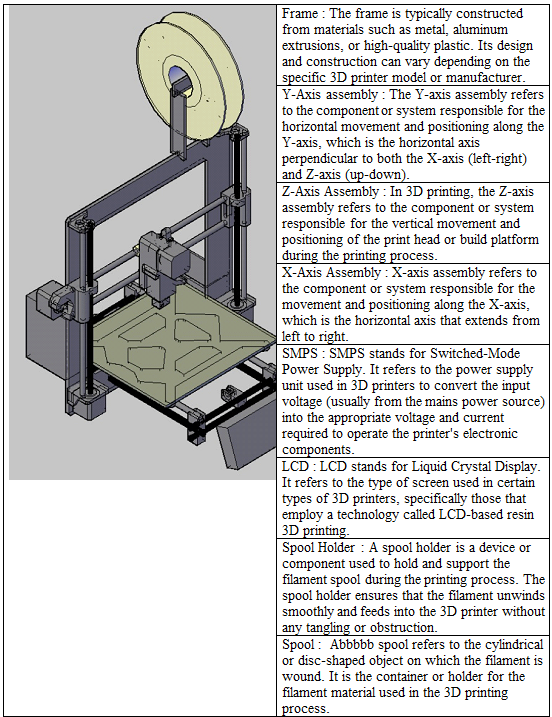 Frame : The frame is typically constructed
from materials such as metal, aluminum
extrusions, or high-quality plastic. Its design
and construction can vary depending on the
specific 3D printer model or manufacturer.
Y-Axis assembly : The Y-axis assembly refers
to the component or system responsible for the
horizontal movement and positioning along the
Y-axis, which is the horizontal axis
perpendicular to both the X-axis (left-right)
and Z-axis (up-down).
Z-Axis Assembly : In 3D printing, the Z-axis
assembly refers to the component or system
responsible for the vertical movement and
positioning of the print head or build platform
during the printing process.
X-Axis Assembly : X-axis assembly refers to
the component or system responsible for the
movement and positioning along the X-axis,
which is the horizontal axis that extends from
left to right.
SMPS : SMPS stands for Switched-Mode
Power Supply. It refers to the power supply
unit used in 3D printers to convert the input
voltage (usually from the mains power source)
into the appropriate voltage and current
required to operate the printer's electronic
components.
LCD : LCD stands for Liquid Crystal Display.
It refers to the type of screen used in certain
types of 3D printers, specifically those that
employ a technology called LCD-based resin
3D printing.
Spool Holder : A spool holder is a device or
component used to hold and support the
filament spool during the printing process. The
spool holder ensures that the filament unwinds
smoothly and feeds into the 3D printer without
any tangling or obstruction.
Spool : Abbbbb spool refers to the cylindrical
or disc-shaped object on which the filament is
wound. It is the container or holder for the
filament material used in the 3D printing
process.